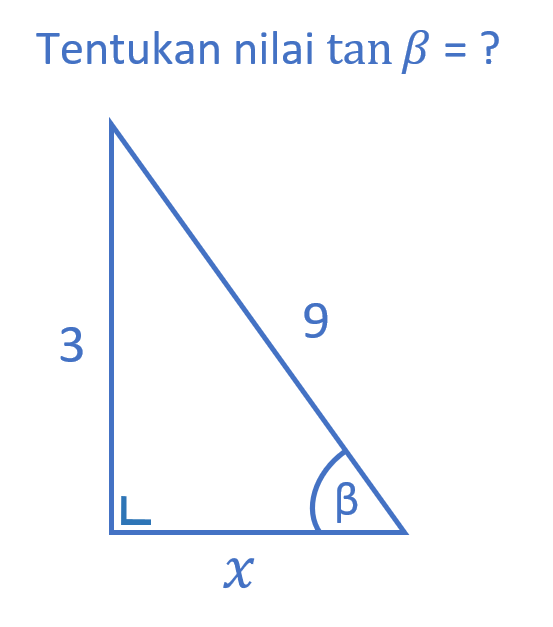 Tentukan nilai tan β = ?
9
3
β
x